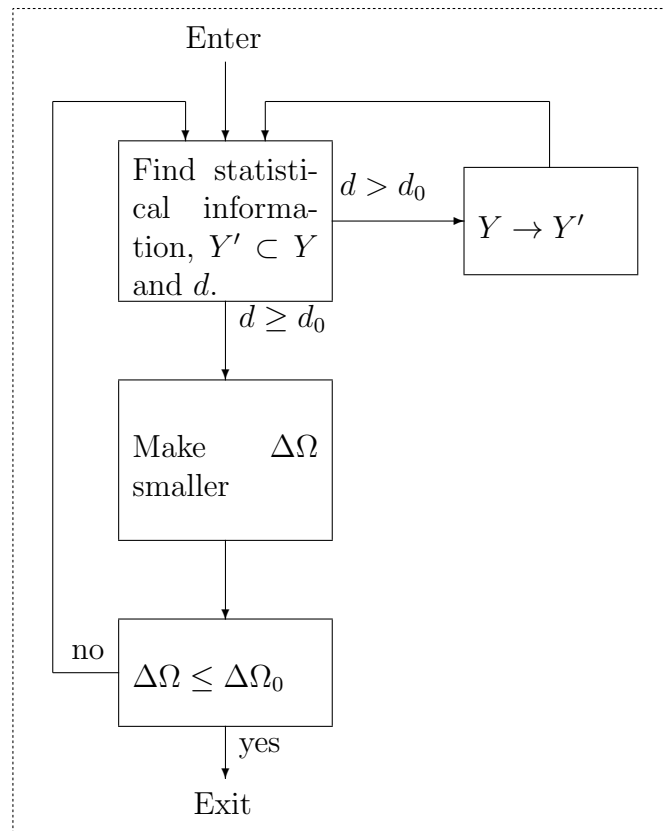 Enter
Find statisti-
cal informa-
tion, Y′ ⊂ Y
and d.
d > d₀
Y → Y′
d ≥ d₀
Make ΔΩ
smaller
no
ΔΩ ≤ ΔΩ₀
yes
Exit